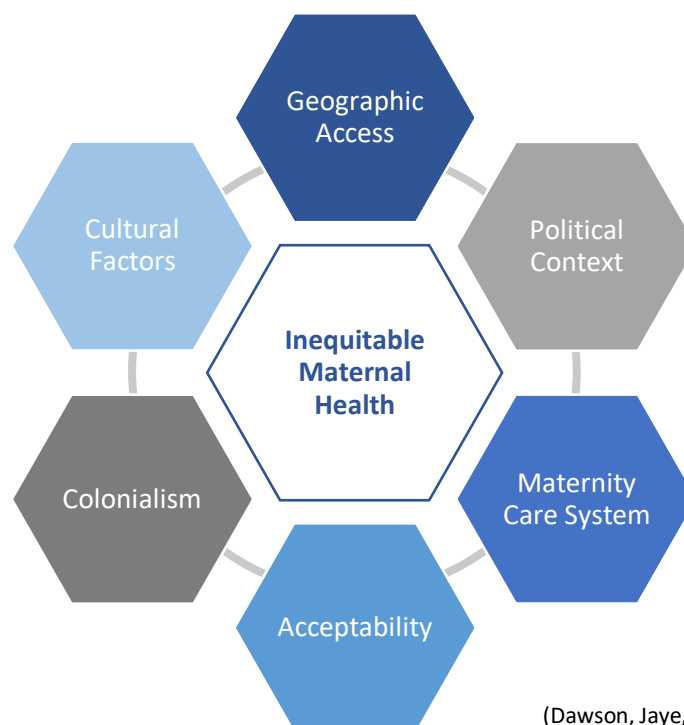 Geographic
Access
Cultural
Factors
Political
Context
Inequitable
Maternal
Health
Colonialism
Maternity
Care System
Acceptability
(Dawson, Jaye,